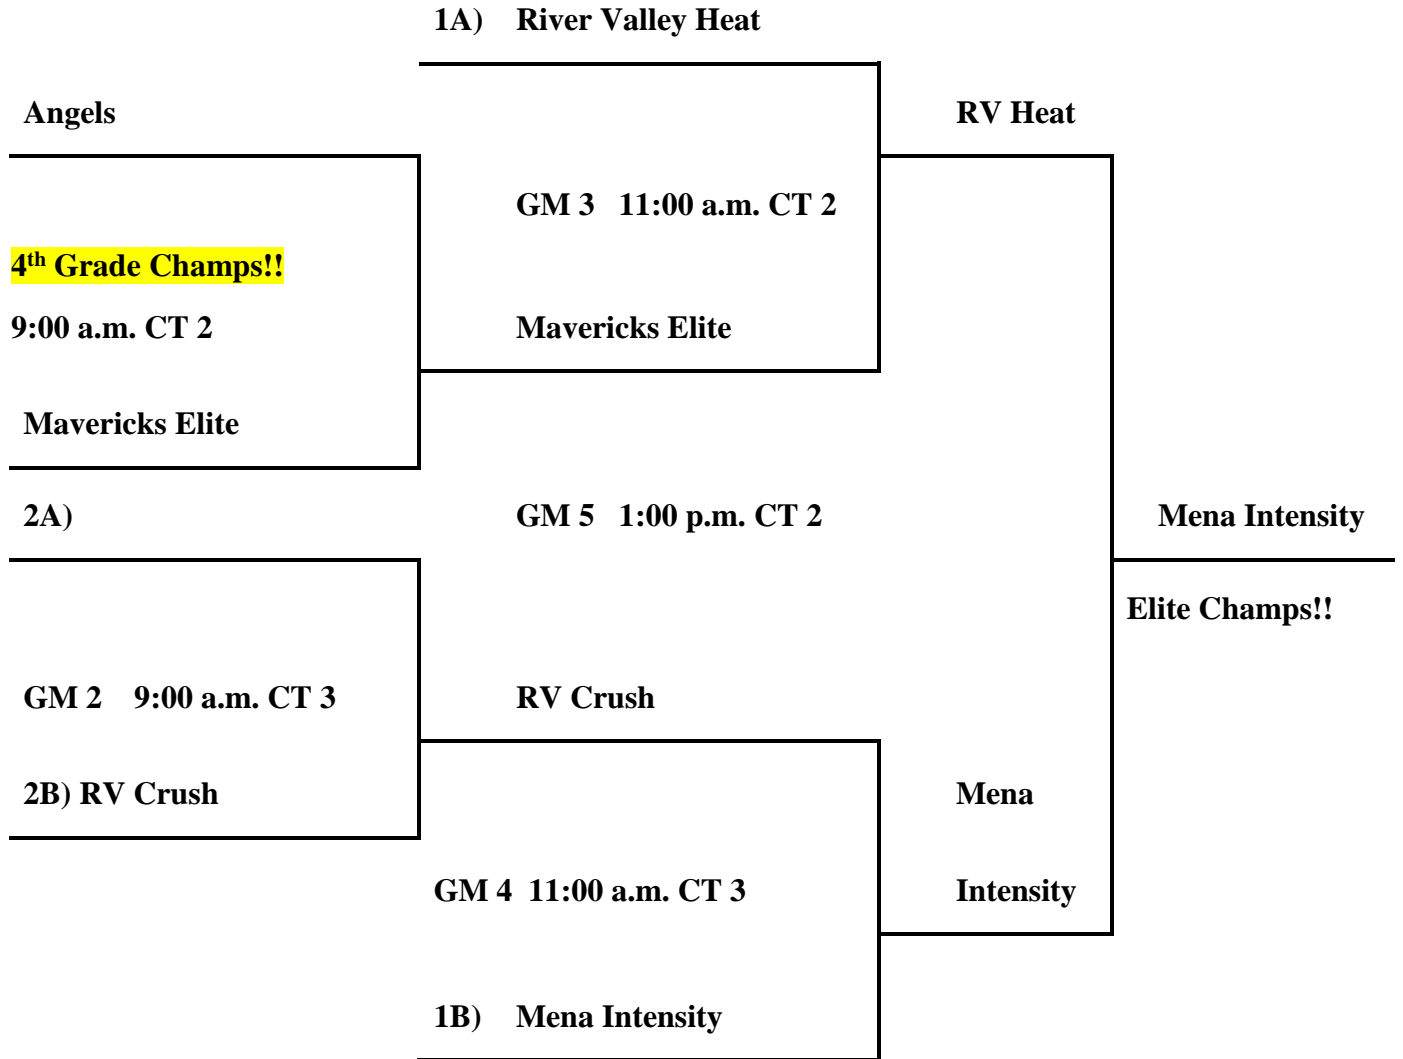 1A) River Valley Heat
Angels RV Heat
GM 3 11:00 a.m. CT 2
4th Grade Champs!!
9:00 a.m. CT 2 Mavericks Elite
Mavericks Elite
2A) GM 5 1:00 p.m. CT 2 Mena Intensity
Elite Champs!!
GM 2 9:00 a.m. CT 3 RV Crush
2B) RV Crush Mena
GM 4 11:00 a.m. CT 3 Intensity
1B) Mena Intensity